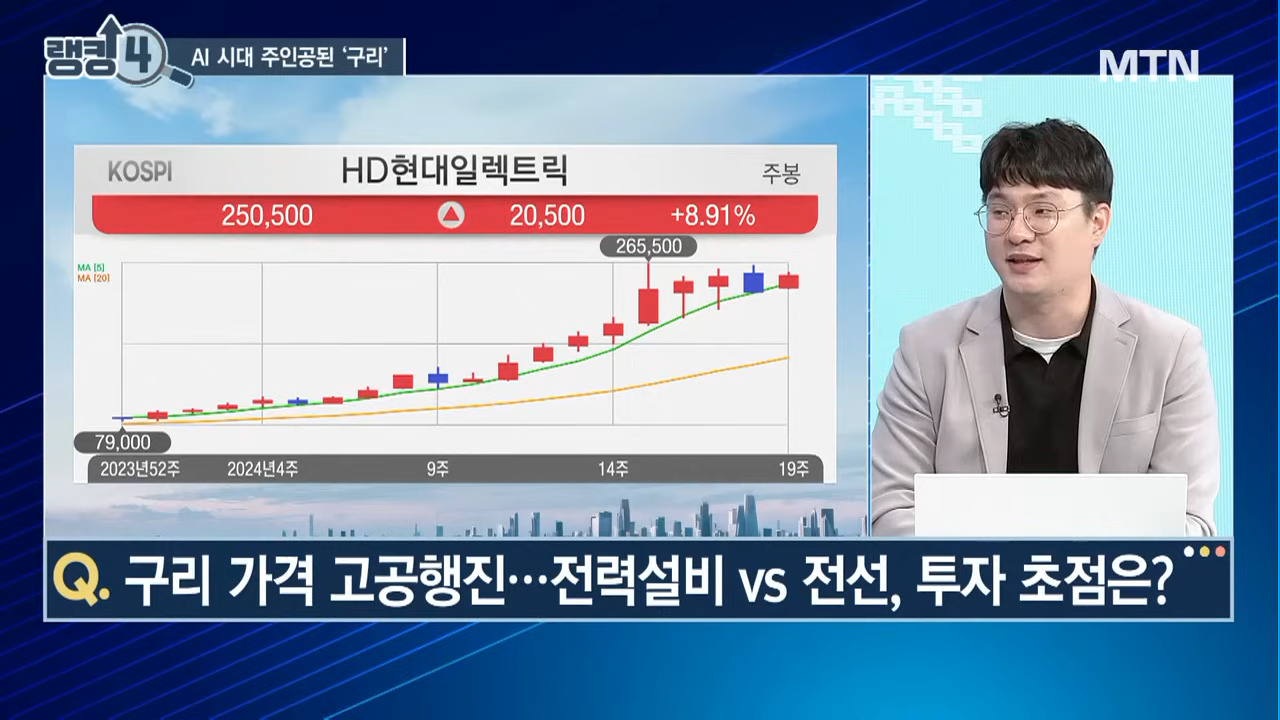 랭킹4
AI 시대 주인공된 '구리'
MTN
KOSPI
HD현대일렉트릭
주봉
250,500 ▲ 20,500 +8.91%
265,500
MA [5]
MA [20]
79,000
2023년52주 2024년4주 9주 14주 19주
Q. 구리 가격 고공행진…전력설비 vs 전선, 투자 초점은?